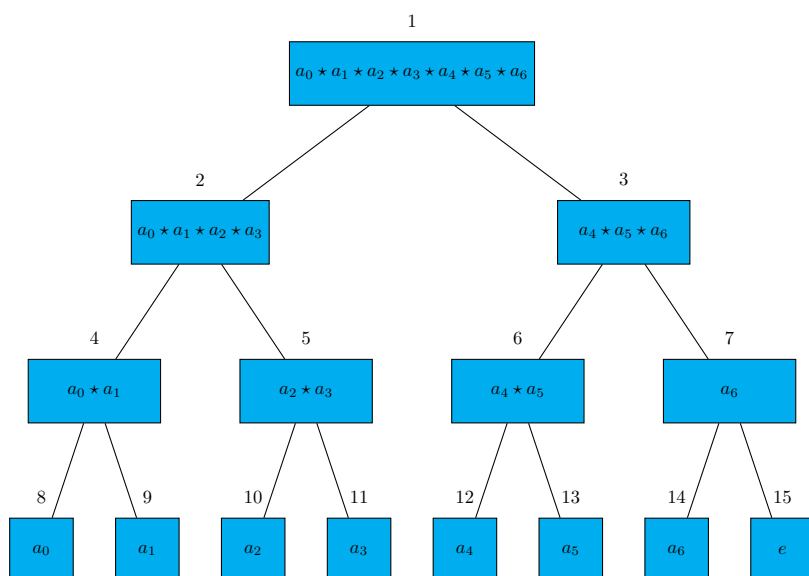 1
a₀ ⋆ a₁ ⋆ a₂ ⋆ a₃ ⋆ a₄ ⋆ a₅ ⋆ a₆
2 3
a₀ ⋆ a₁ ⋆ a₂ ⋆ a₃ a₄ ⋆ a₅ ⋆ a₆
4 5 6 7
a₀ ⋆ a₁ a₂ ⋆ a₃ a₄ ⋆ a₅ a₆
8 9 10 11 12 13 14 15
a₀ a₁ a₂ a₃ a₄ a₅ a₆ e